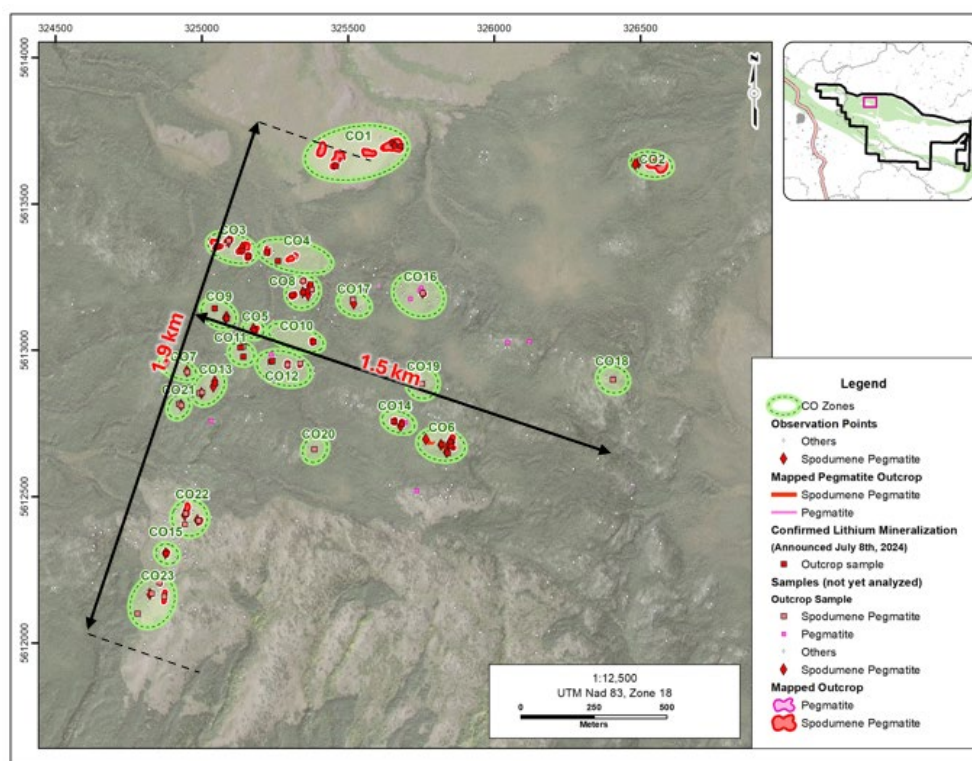 324500 325000 325500 326000 326500
5614000
5613500
5613000
5612500
5612000
N
CO1
CO2
CO3
CO4
CO8
CO17
CO16
CO9
CO5
CO10
CO11
CO12
CO7
CO13
CO21
CO19
CO18
CO14
CO6
CO20
CO22
CO15
CO23
1.9 km
1.5 km
1:12,500
UTM Nad 83, Zone 18
0 250 500
Meters
Legend
CO Zones
Observation Points
Others
Spodumene Pegmatite
Mapped Pegmatite Outcrop
Spodumene Pegmatite
Pegmatite
Confirmed Lithium Mineralization
(Announced July 8th, 2024)
Outcrop sample
Samples (not yet analyzed)
Outcrop Sample
Spodumene Pegmatite
Pegmatite
Others
Spodumene Pegmatite
Mapped Outcrop
Pegmatite
Spodumene Pegmatite